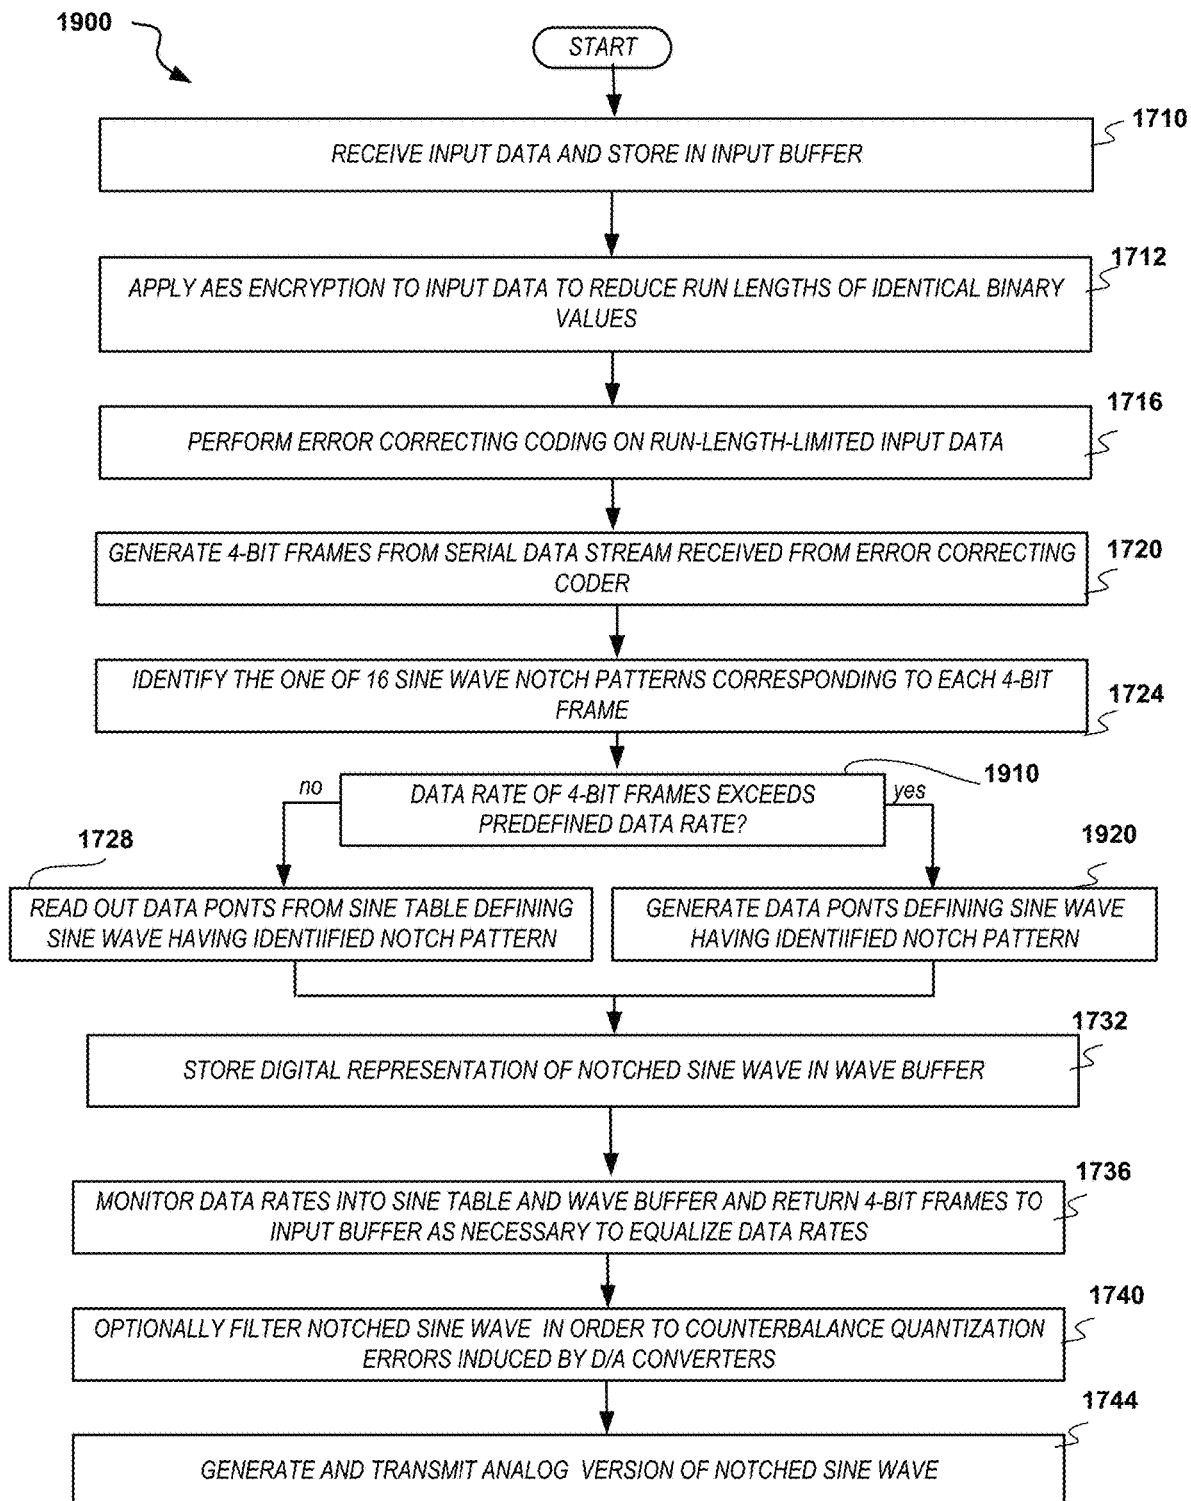 1900
START
1710
RECEIVE INPUT DATA AND STORE IN INPUT BUFFER
1712
APPLY AES ENCRYPTION TO INPUT DATA TO REDUCE RUN LENGTHS OF IDENTICAL BINARY
VALUES
1716
PERFORM ERROR CORRECTING CODING ON RUN-LENGTH-LIMITED INPUT DATA
1720
GENERATE 4-BIT FRAMES FROM SERIAL DATA STREAM RECEIVED FROM ERROR CORRECTING
CODER
IDENTIFY THE ONE OF 16 SINE WAVE NOTCH PATTERNS CORRESPONDING TO EACH 4-BIT
FRAME
1724
1910
no
DATA RATE OF 4-BIT FRAMES EXCEEDS
PREDEFINED DATA RATE?
yes
1728
READ OUT DATA PONTS FROM SINE TABLE DEFINING
SINE WAVE HAVING IDENTIIFIED NOTCH PATTERN
1920
GENERATE DATA PONTS DEFINING SINE WAVE
HAVING IDENTIIFIED NOTCH PATTERN
1732
STORE DIGITAL REPRESENTATION OF NOTCHED SINE WAVE IN WAVE BUFFER
1736
MONITOR DATA RATES INTO SINE TABLE AND WAVE BUFFER AND RETURN 4-BIT FRAMES TO
INPUT BUFFER AS NECESSARY TO EQUALIZE DATA RATES
1740
OPTIONALLY FILTER NOTCHED SINE WAVE IN ORDER TO COUNTERBALANCE QUANTIZATION
ERRORS INDUCED BY D/A CONVERTERS
1744
GENERATE AND TRANSMIT ANALOG VERSION OF NOTCHED SINE WAVE